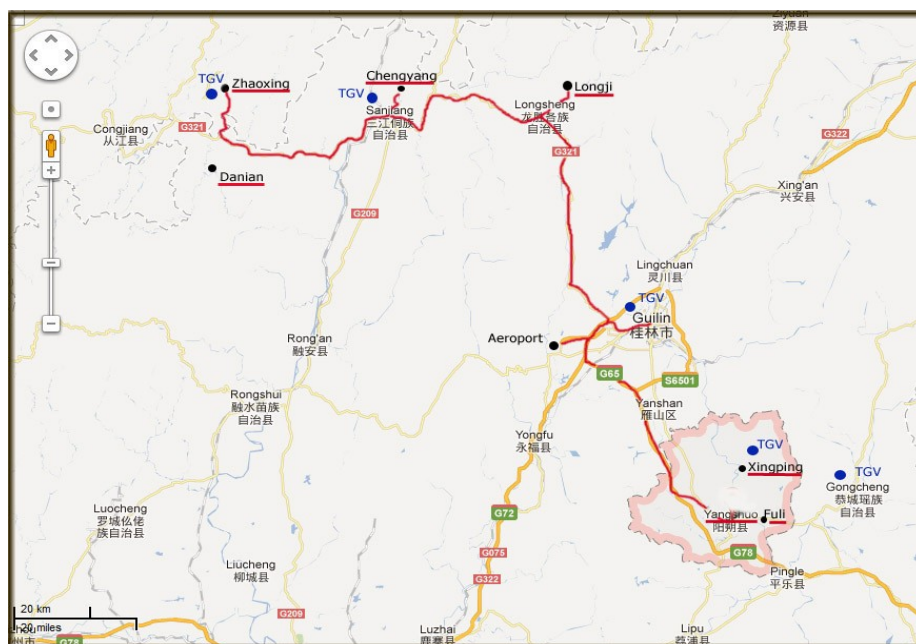 Ziyuan
资源县
TGV
Zhaoxing
Chengyang
TGV
Longji
Sanjiang
三江侗族
自治县
Longsheng
龙胜各族
自治县
Congjiang
从江县
G321
G322
G321
Danian
Xing'an
兴安县
G209
Lingchuan
灵川县
TGV
Guilin
桂林市
Rong'an
融安县
Aeroport
G65
S6501
Rongshui
融水苗族
自治县
Yanshan
雁山区
Yongfu
永福县
TGV
Xingping
TGV
Gongcheng
恭城瑶族
自治县
Luocheng
罗城仫佬
族自治县
G72
Yangshuo
阳朔县
Fuli
G075
G78
Liucheng
柳城县
G322
Pingle
平乐县
20 km
20 miles
G209
G78
州市
Luzhai
鹿寨县
Lipu
荔浦县